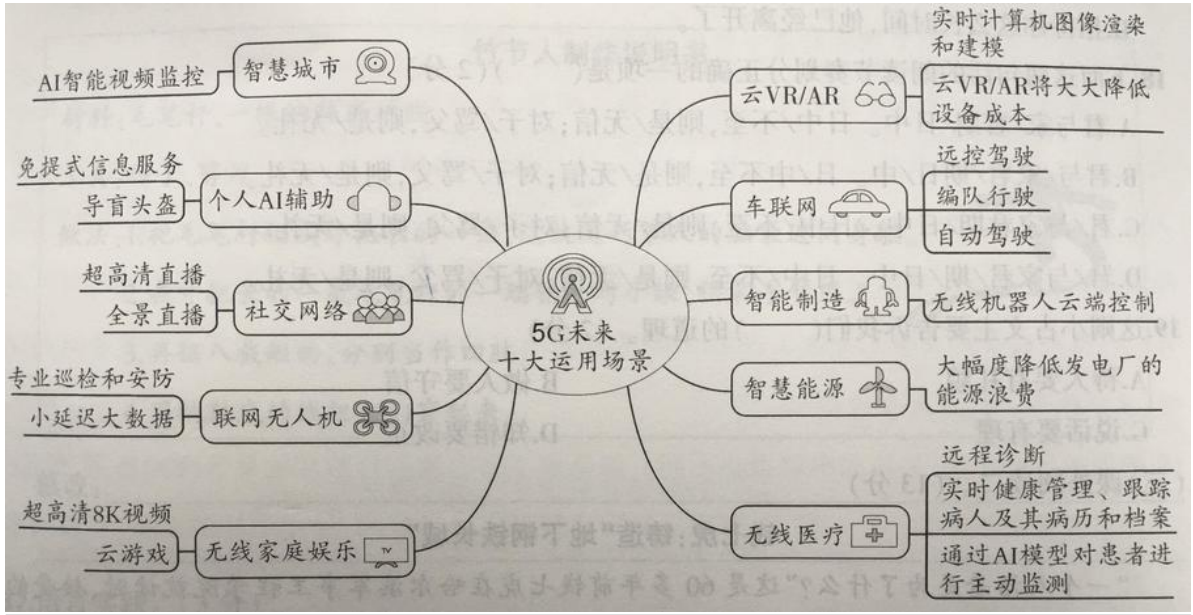 5G未来
十大运用场景
智慧城市
AI智能视频监控
个人AI辅助
免提式信息服务
导盲头盔
社交网络
超高清直播
全景直播
联网无人机
专业巡检和安防
小延迟大数据
无线家庭娱乐
TV
超高清8K视频
云游戏
云VR/AR
实时计算机图像渲染
和建模
云VR/AR将大大降低
设备成本
车联网
远控驾驶
编队行驶
自动驾驶
智能制造
无线机器人云端控制
智慧能源
大幅度降低发电厂的
能源浪费
无线医疗
远程诊断
实时健康管理、跟踪
病人及其病历和档案
通过AI模型对患者进
行主动监测